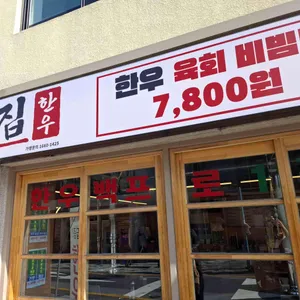 집
한우
한우 육회 비빔
7,800원
한우백프로1